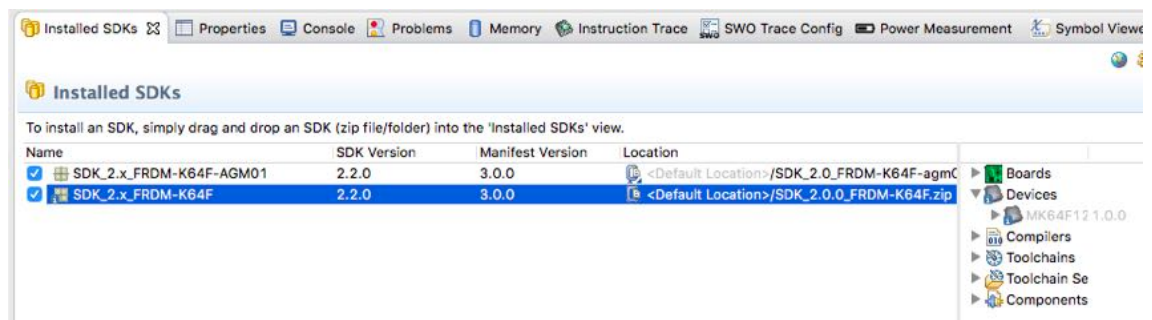 Installed SDKs Properties Console Problems Memory Instruction Trace SWO Trace Config Power Measurement Symbol Viewe
Installed SDKs
To install an SDK, simply drag and drop an SDK (zip file/folder) into the 'Installed SDKs' view.
Name SDK Version Manifest Version Location
SDK_2.x_FRDM-K64F-AGM01 2.2.0 3.0.0 <Default Location>/SDK_2.0_FRDM-K64F-agm0
SDK_2.x_FRDM-K64F 2.2.0 3.0.0 <Default Location>/SDK_2.0.0_FRDM-K64F.zip
Boards
Devices
MK64F12 1.0.0
Compilers
Toolchains
Toolchain Se
Components